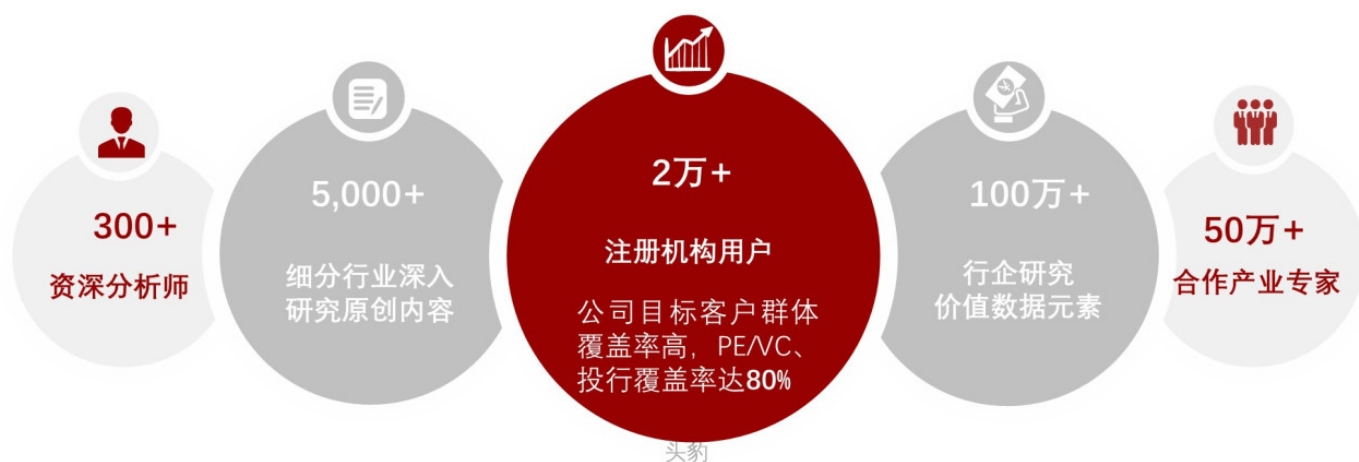 300+
资深分析师
5,000+
细分行业深入
研究原创内容
2万+
注册机构用户
公司目标客户群体
覆盖率高，PE/VC、
投行覆盖率达80%
100万+
行企研究
价值数据元素
50万+
合作产业专家
头豹